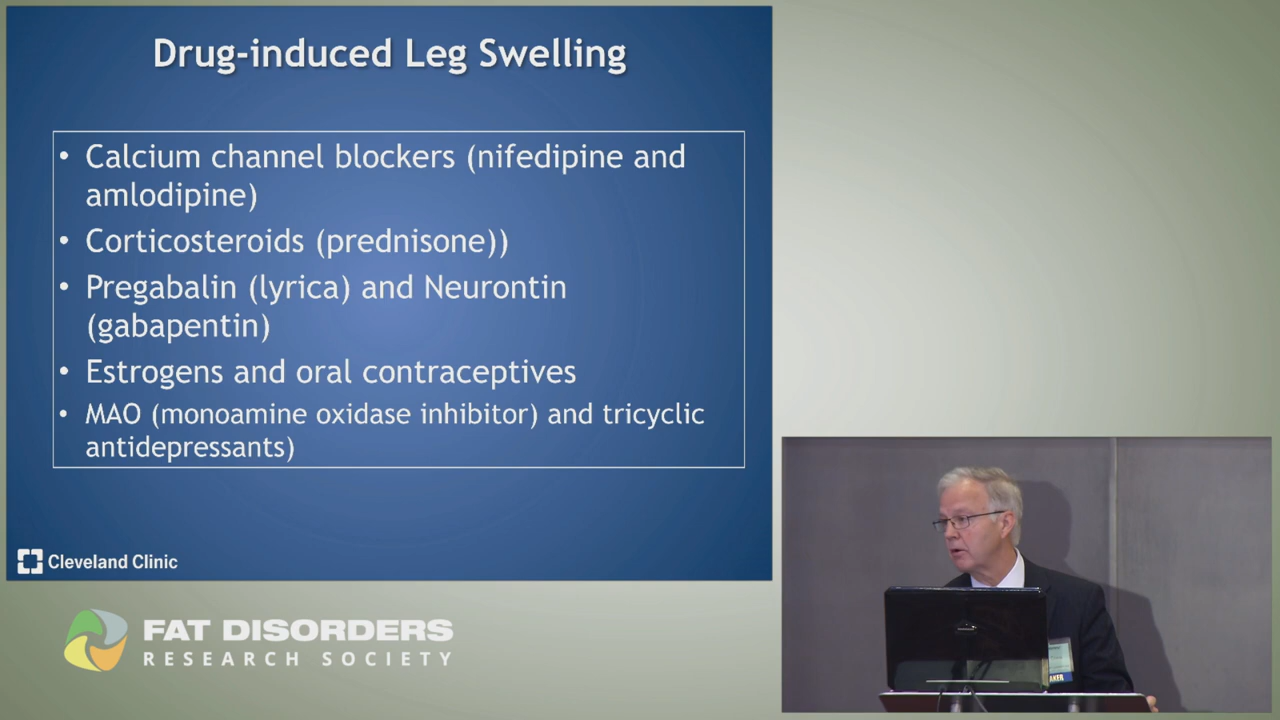 Drug-induced Leg Swelling
• Calcium channel blockers (nifedipine and
amlodipine)
• Corticosteroids (prednisone))
• Pregabalin (lyrica) and Neurontin
(gabapentin)
• Estrogens and oral contraceptives
• MAO (monoamine oxidase inhibitor) and tricyclic
antidepressants)
Cleveland Clinic
FAT DISORDERS
RESEARCH SOCIETY